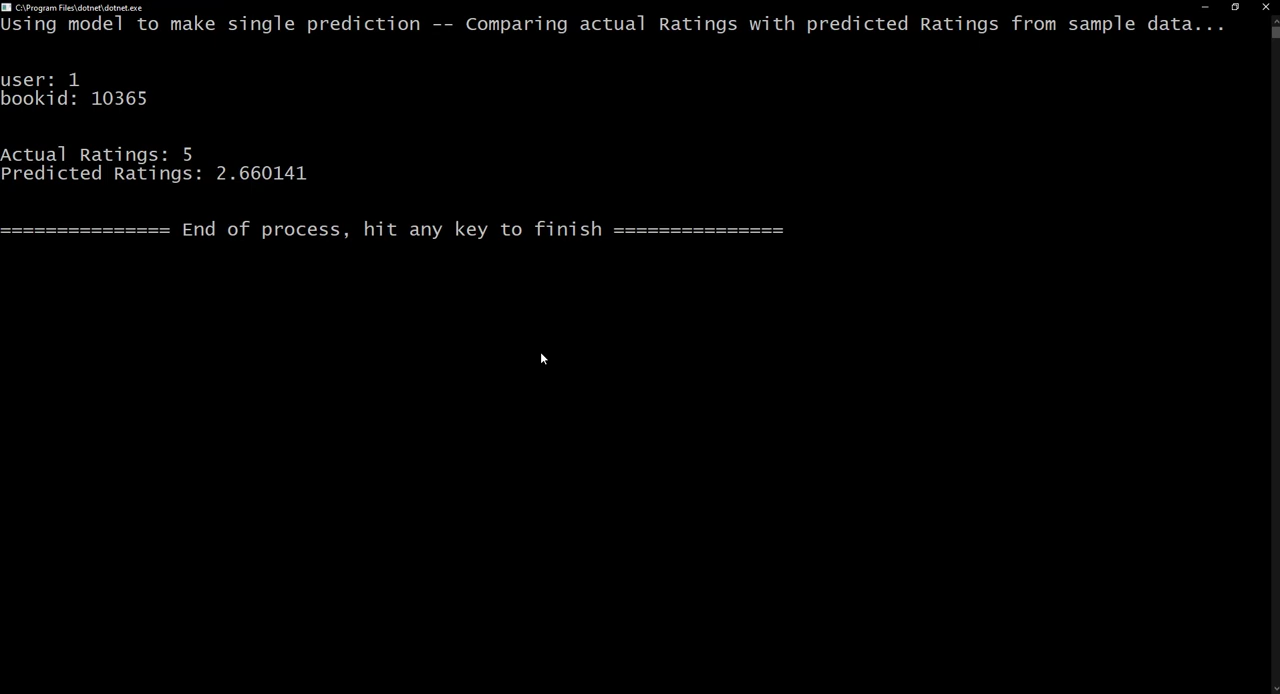 C:\Program Files\dotnet\dotnet.exe
Using model to make single prediction -- Comparing actual Ratings with predicted Ratings from sample data...
user: 1
bookid: 10365
Actual Ratings: 5
Predicted Ratings: 2.660141
=============== End of process, hit any key to finish ===============